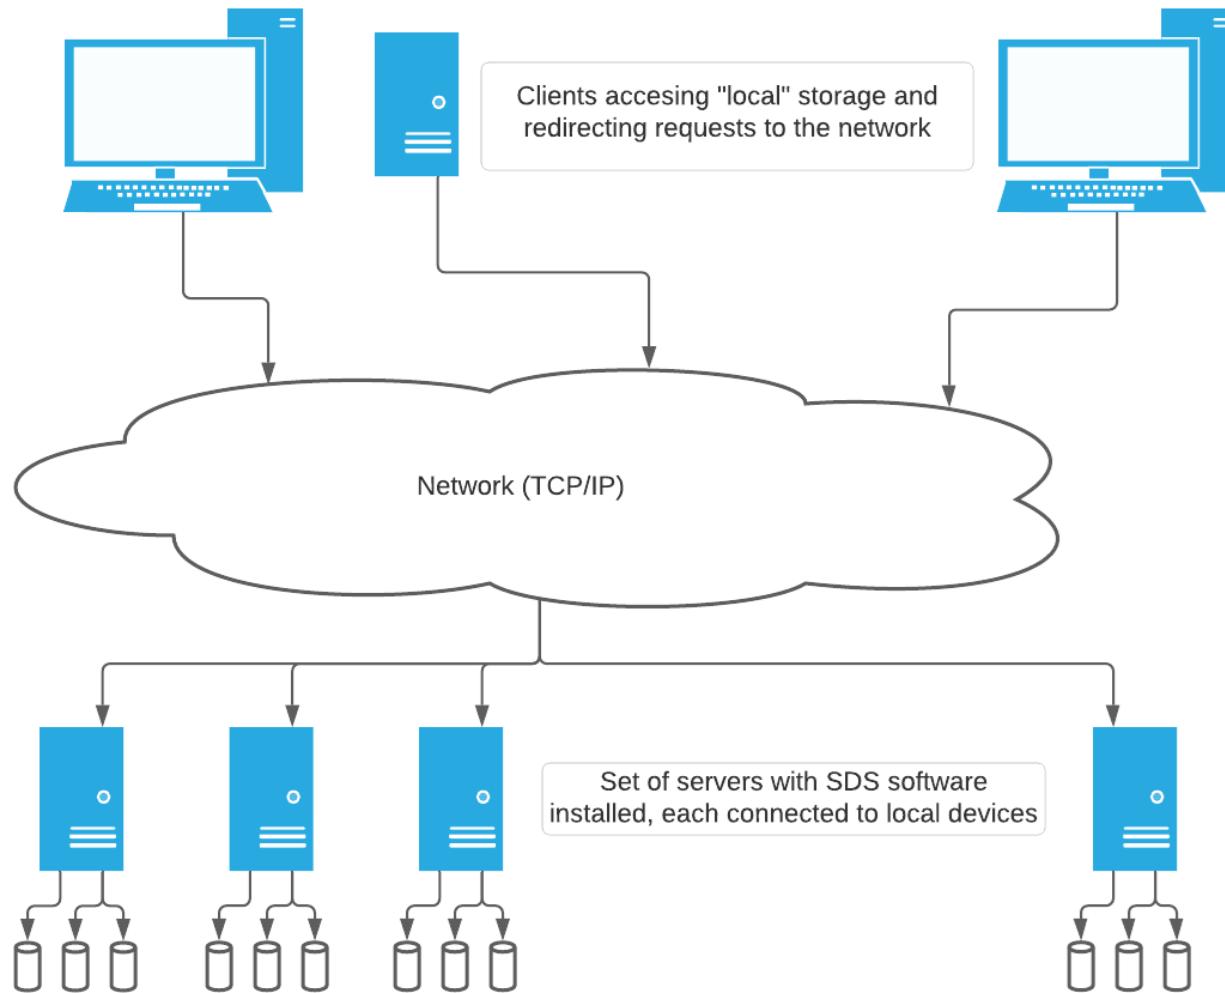 Clients accesing "local" storage and
redirecting requests to the network
Network (TCP/IP)
Set of servers with SDS software
installed, each connected to local devices